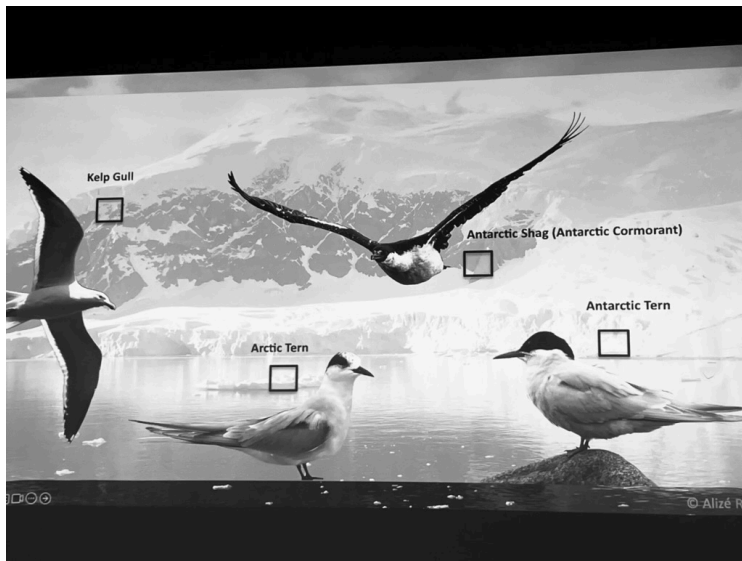 Kelp Gull
Antarctic Shag (Antarctic Cormorant)
Antarctic Tern
Arctic Tern
© Alizé R